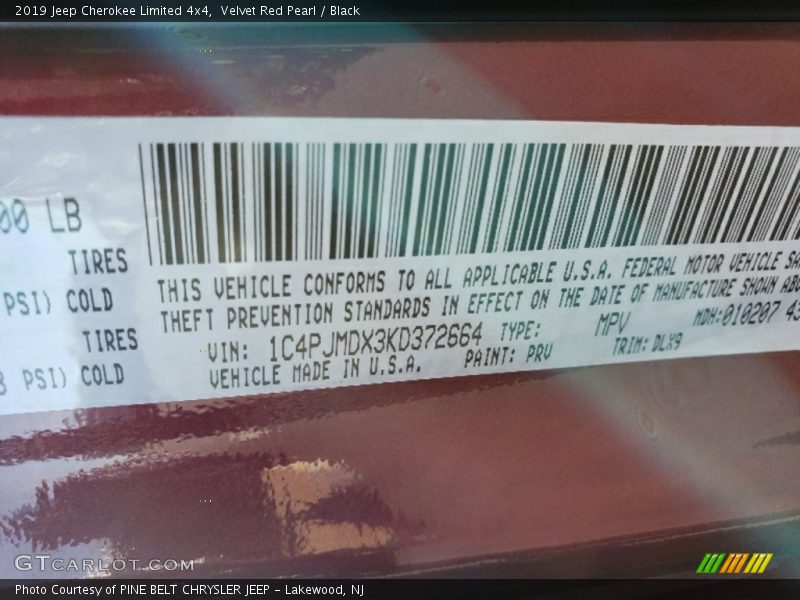 2019 Jeep Cherokee Limited 4x4, Velvet Red Pearl / Black
00 LB
TIRES
PSI) COLD
TIRES
PSI) COLD
THIS VEHICLE CONFORMS TO ALL APPLICABLE U.S.A. FEDERAL MOTOR VEHICLE SA
THEFT PREVENTION STANDARDS IN EFFECT ON THE DATE OF MANUFACTURE SHOWN ABO
VIN: 1C4PJMDX3KD372664 TYPE: MPV MDH:010207 43
VEHICLE MADE IN U.S.A. PAINT: PRV TRIM: DLX9
GTCARLOT.COM
Photo Courtesy of PINE BELT CHRYSLER JEEP – Lakewood, NJ